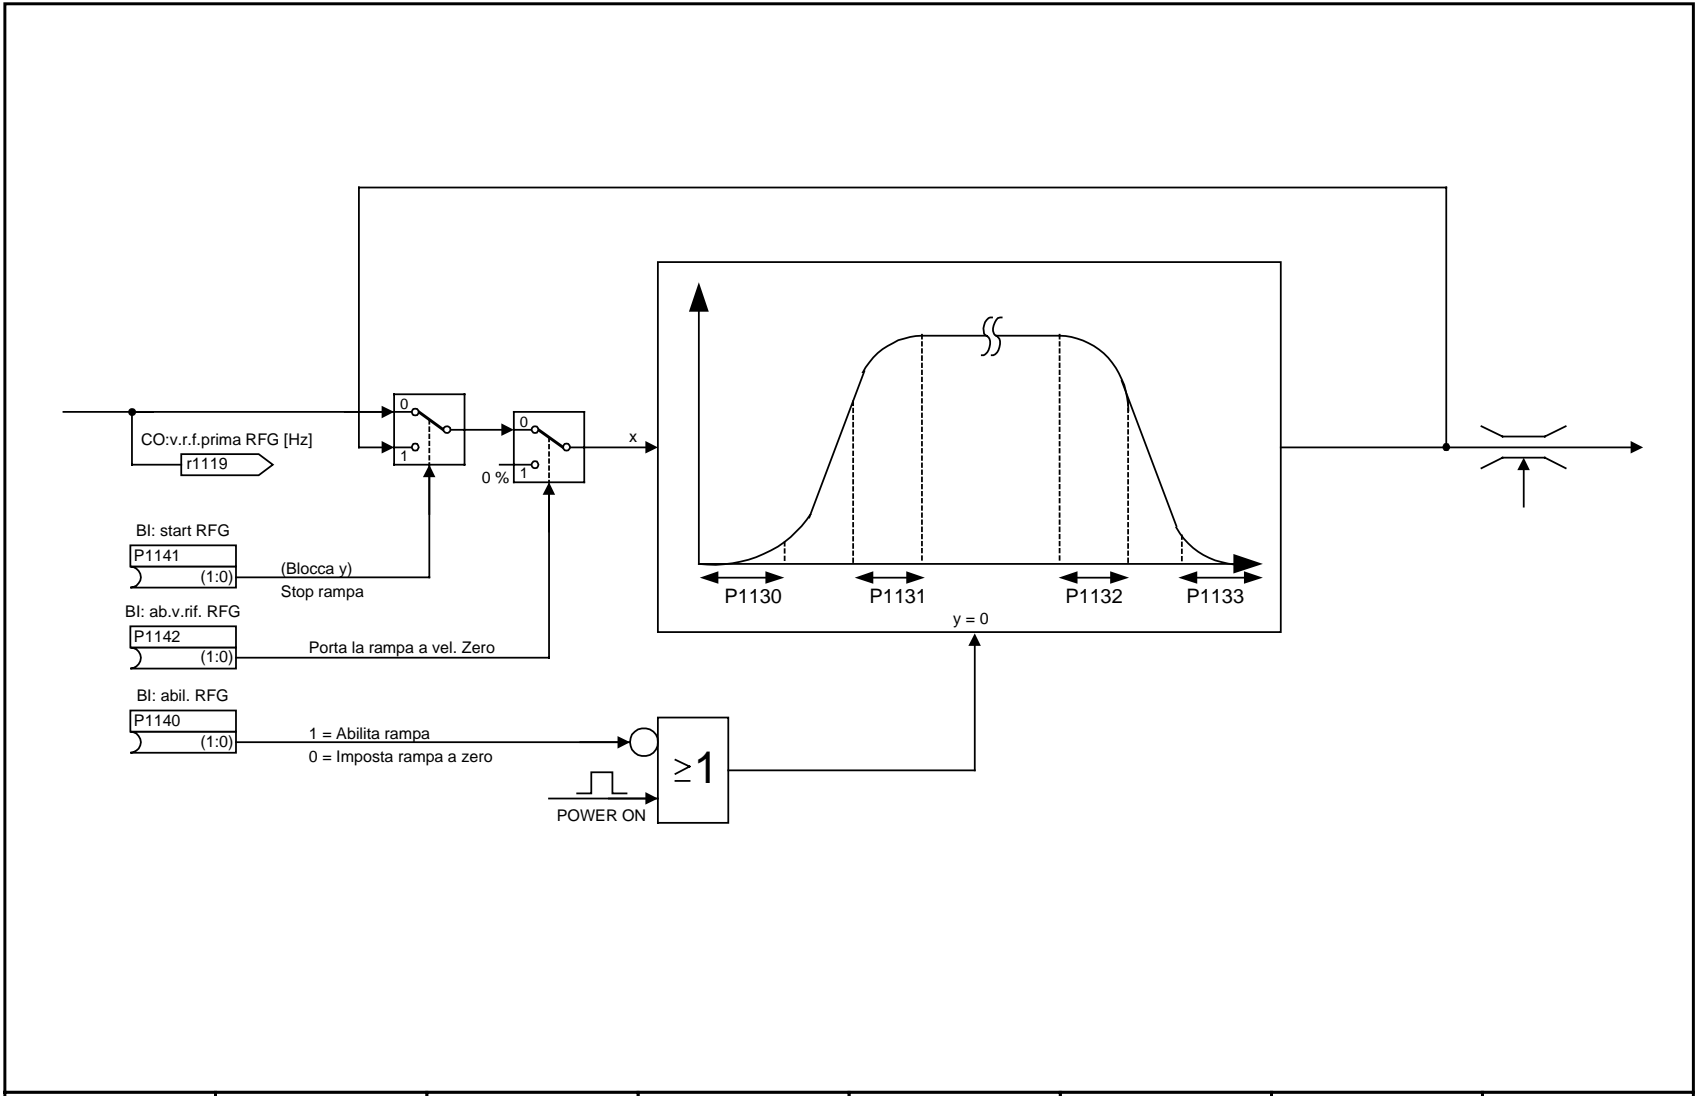 0
1
CO:v.r.f.prima RFG [Hz]
r1119
0
1
0 %
x
BI: start RFG
P1141
(1:0)
(Blocca y)
Stop rampa
BI: ab.v.rif. RFG
P1142
(1:0)
Porta la rampa a vel. Zero
BI: abil. RFG
P1140
(1:0)
1 = Abilita rampa
0 = Imposta rampa a zero
POWER ON
≥1
P1130
P1131
P1132
P1133
y = 0